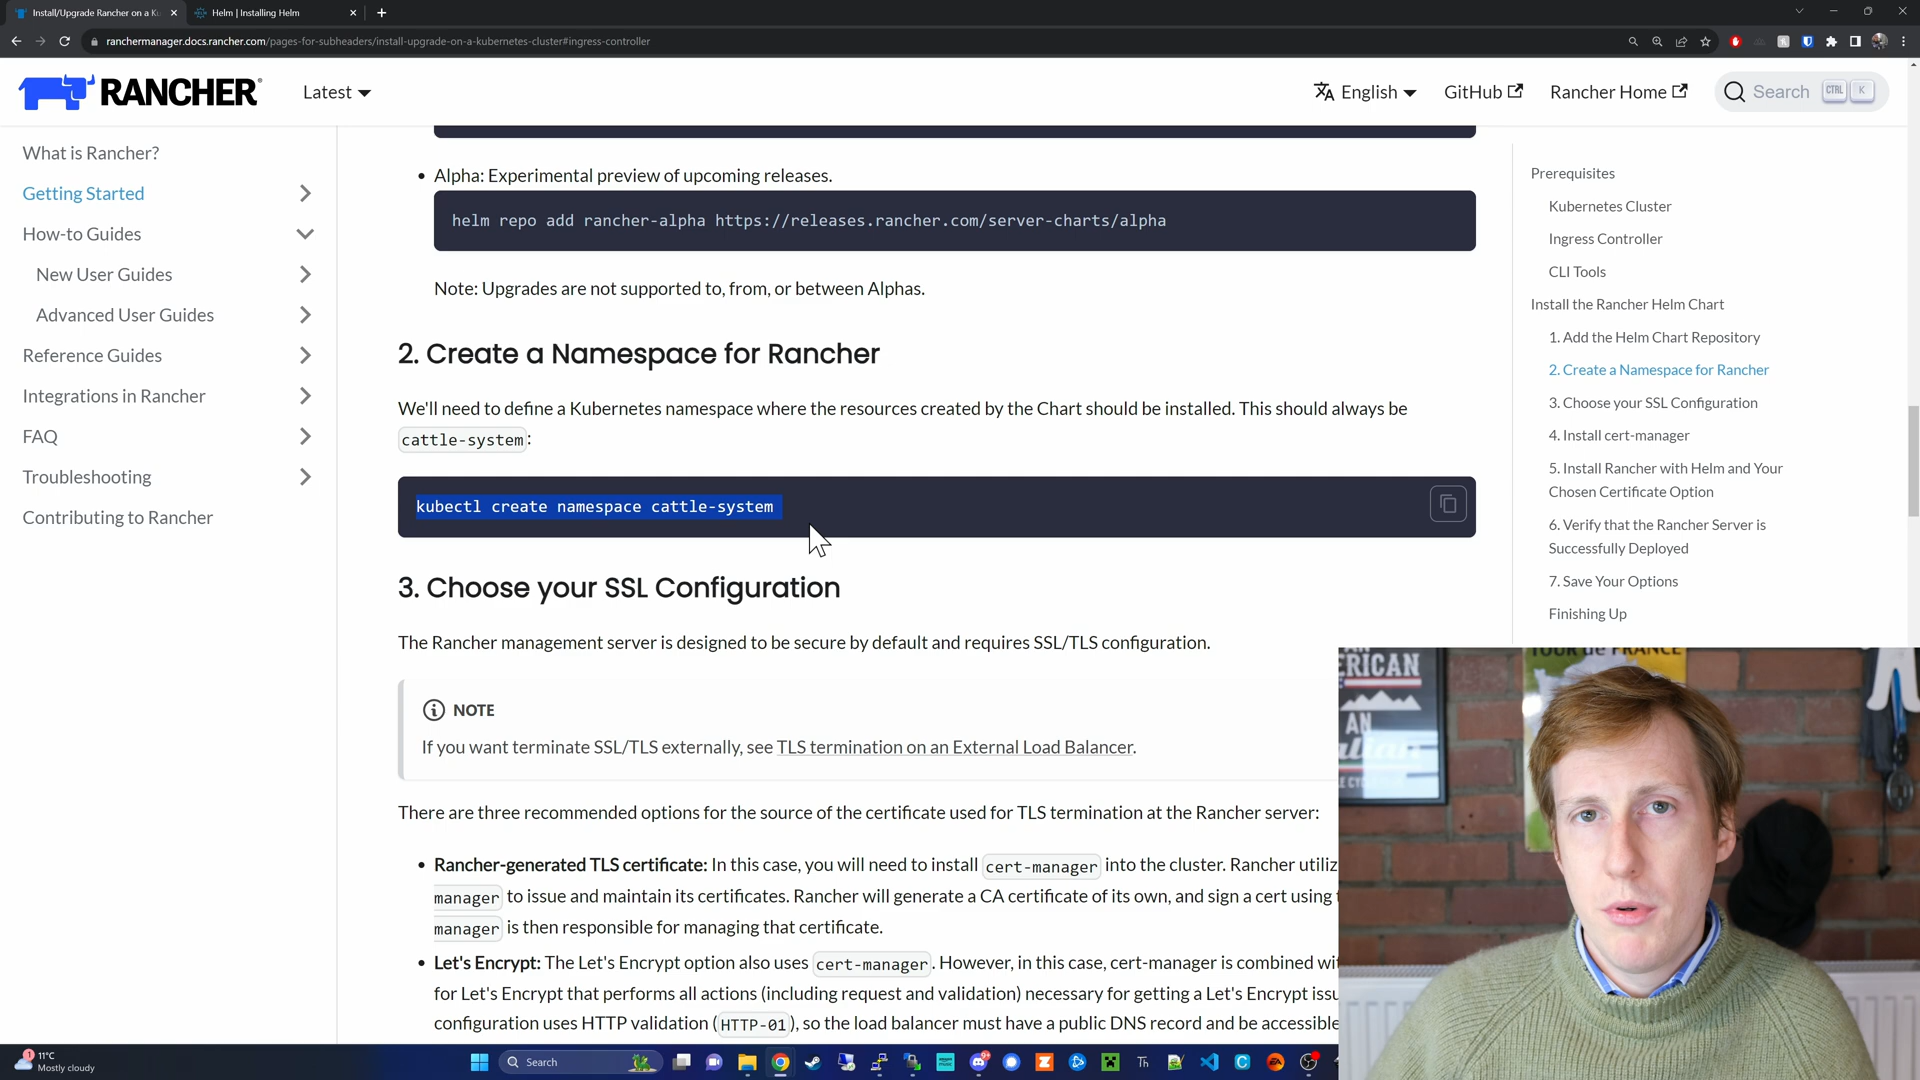 Install/Upgrade Rancher on a Ku
Helm | Installing Helm
ranchermanager.docs.rancher.com/pages-for-subheaders/install-upgrade-on-a-kubernetes-cluster#ingress-controller
RANCHER
Latest
English
GitHub
Rancher Home
Search
CTRL
K
What is Rancher?
Getting Started
How-to Guides
New User Guides
Advanced User Guides
Reference Guides
Integrations in Rancher
FAQ
Troubleshooting
Contributing to Rancher
Alpha: Experimental preview of upcoming releases.
helm repo add rancher-alpha https://releases.rancher.com/server-charts/alpha
Note: Upgrades are not supported to, from, or between Alphas.
2. Create a Namespace for Rancher
We'll need to define a Kubernetes namespace where the resources created by the Chart should be installed. This should always be
cattle-system:
kubectl create namespace cattle-system
3. Choose your SSL Configuration
The Rancher management server is designed to be secure by default and requires SSL/TLS configuration.
NOTE
If you want terminate SSL/TLS externally, see TLS termination on an External Load Balancer.
There are three recommended options for the source of the certificate used for TLS termination at the Rancher server:
Rancher-generated TLS certificate: In this case, you will need to install cert-manager into the cluster. Rancher utiliz
manager to issue and maintain its certificates. Rancher will generate a CA certificate of its own, and sign a cert using
manager is then responsible for managing that certificate.
Let's Encrypt: The Let's Encrypt option also uses cert-manager. However, in this case, cert-manager is combined wi
for Let's Encrypt that performs all actions (including request and validation) necessary for getting a Let's Encrypt issu
configuration uses HTTP validation (HTTP-01), so the load balancer must have a public DNS record and be accessible
Prerequisites
Kubernetes Cluster
Ingress Controller
CLI Tools
Install the Rancher Helm Chart
1. Add the Helm Chart Repository
2. Create a Namespace for Rancher
3. Choose your SSL Configuration
4. Install cert-manager
5. Install Rancher with Helm and Your
Chosen Certificate Option
6. Verify that the Rancher Server is
Successfully Deployed
7. Save Your Options
Finishing Up
TOUR de FRANCE
ERICAN
AN
1
11°C
Mostly cloudy
Search